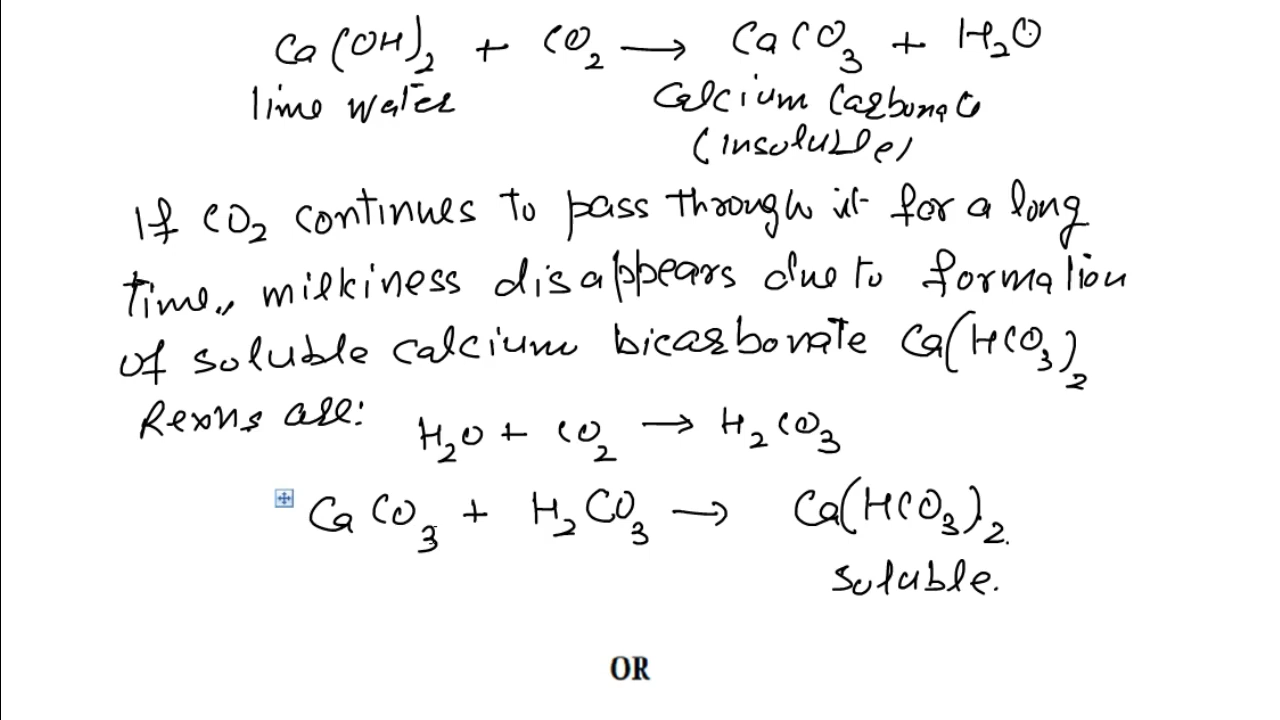 Ca(OH)₂ + CO₂ → CaCO₃ + H₂O
lime water Calcium Carbonate
(insoluble)
If CO₂ continues to pass through it for a long
time,, milkiness disappears due to formation
of soluble calcium bicarbonate Ca(HCO₃)₂
Rexns are: H₂O + CO₂ → H₂CO₃
CaCO₃ + H₂CO₃ → Ca(HCO₃)₂.
soluble.
OR